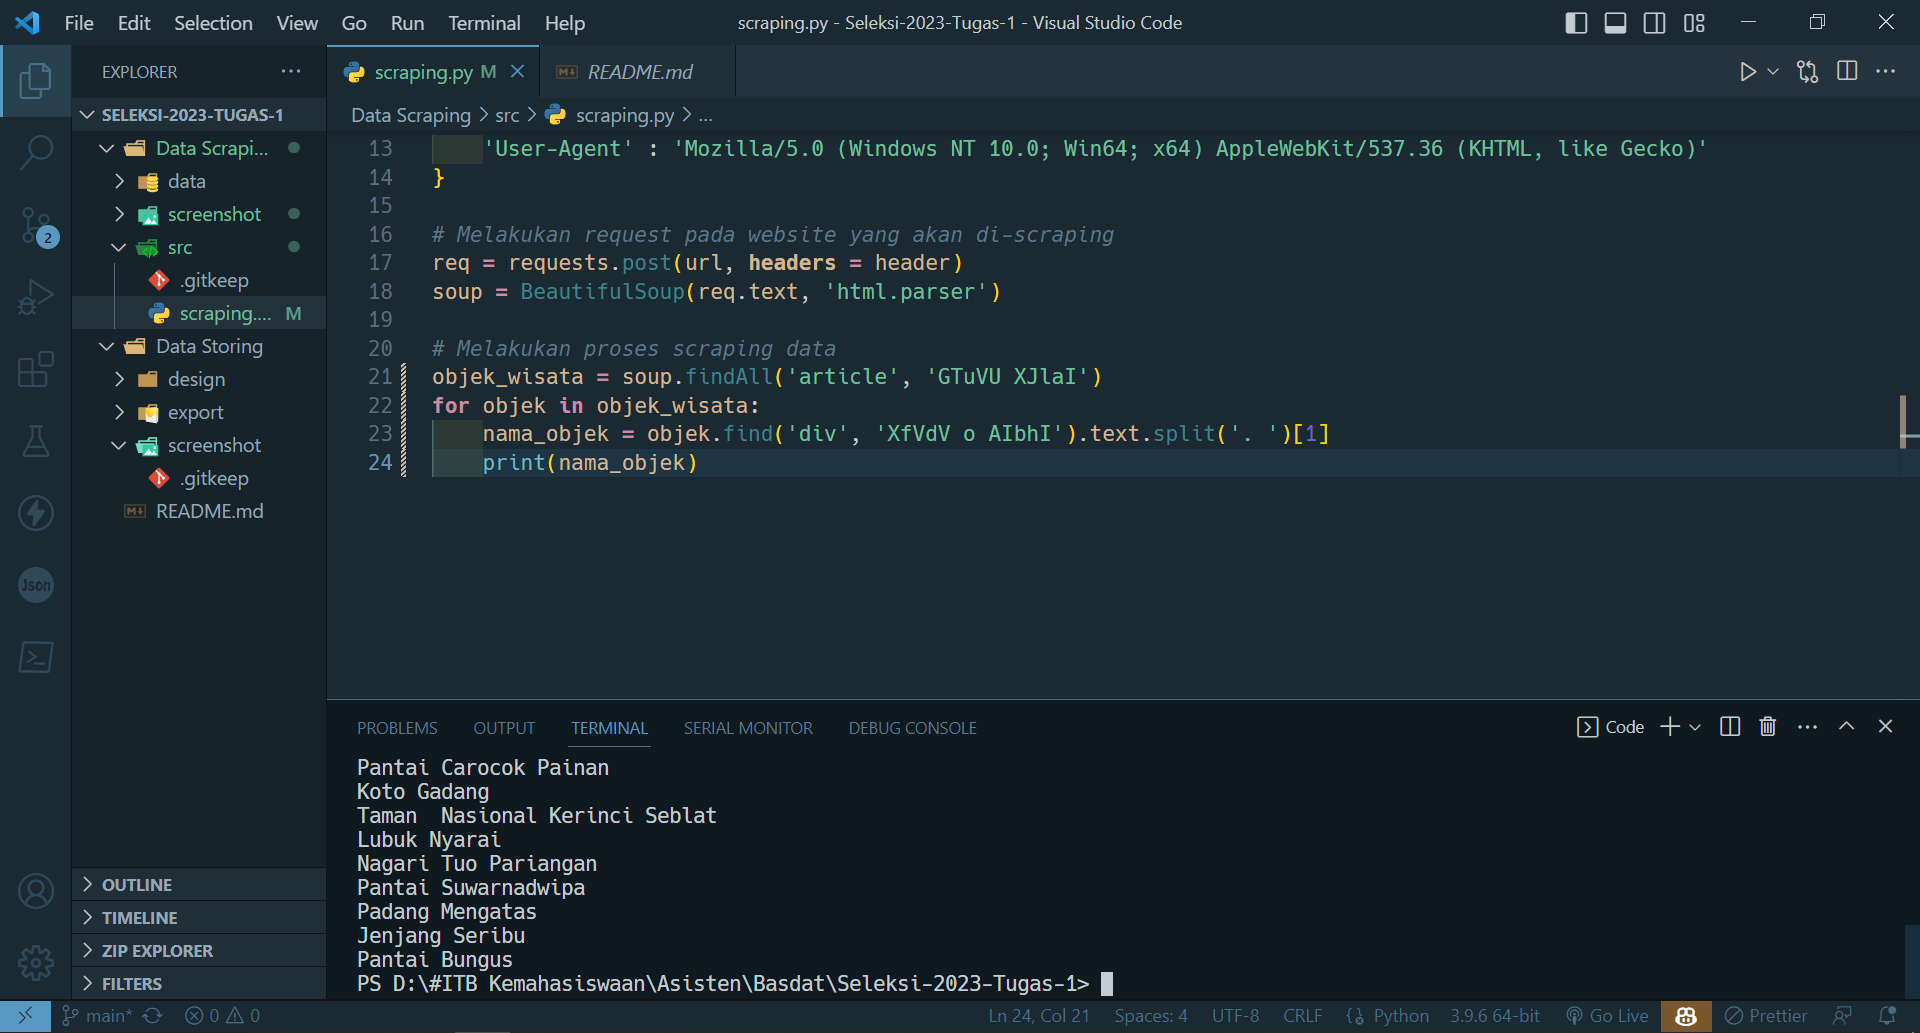 File Edit Selection View Go Run Terminal Help
scraping.py - Seleksi-2023-Tugas-1 - Visual Studio Code
EXPLORER
SELEKSI-2023-TUGAS-1
Data Scrapi...
data
screenshot
src
.gitkeep
scraping.... M
Data Storing
design
export
screenshot
.gitkeep
README.md
OUTLINE
TIMELINE
ZIP EXPLORER
FILTERS
2
Json
scraping.py M
README.md
Data Scraping > src > scraping.py > ...
13 'User-Agent' : 'Mozilla/5.0 (Windows NT 10.0; Win64; x64) AppleWebKit/537.36 (KHTML, like Gecko)'
14 }
15
16 # Melakukan request pada website yang akan di-scraping
17 req = requests.post(url, headers = header)
18 soup = BeautifulSoup(req.text, 'html.parser')
19
20 # Melakukan proses scraping data
21 objek_wisata = soup.findAll('article', 'GTuVU XJlaI')
22 for objek in objek_wisata:
23 nama_objek = objek.find('div', 'XfVdV o AIbhI').text.split('. ')[1]
24 print(nama_objek)
PROBLEMS OUTPUT TERMINAL SERIAL MONITOR DEBUG CONSOLE
Code
Pantai Carocok Painan
Koto Gadang
Taman  Nasional Kerinci Seblat
Lubuk Nyarai
Nagari Tuo Pariangan
Pantai Suwarnadwipa
Padang Mengatas
Jenjang Seribu
Pantai Bungus
PS D:\#ITB Kemahasiswaan\Asisten\Basdat\Seleksi-2023-Tugas-1>
main* 0 0 Ln 24, Col 21 Spaces: 4 UTF-8 CRLF Python 3.9.6 64-bit Go Live Prettier